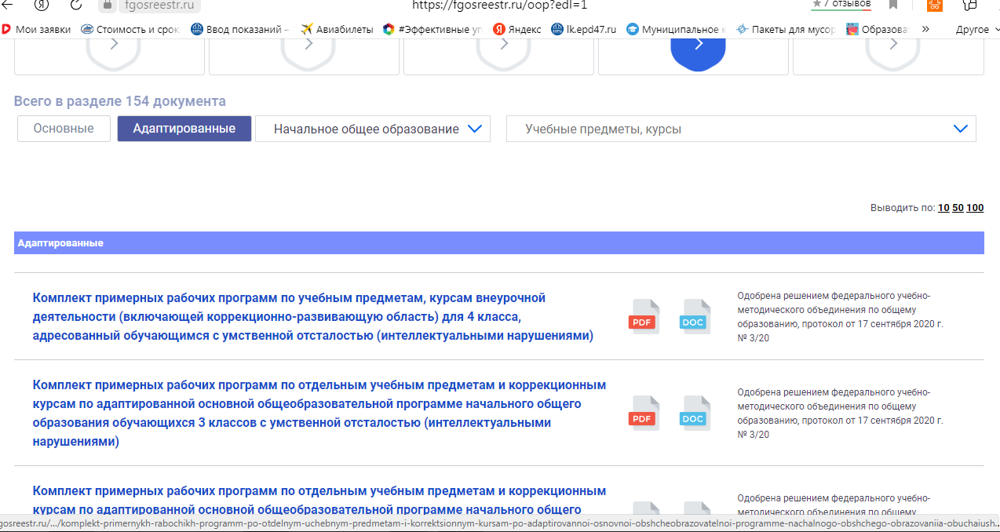 fgosreestr.ru
https://fgosreestr.ru/oop?edl=1
★ 7 отзывов
Мои заявки
Стоимость и срок
Ввод показаний –
Авиабилеты
#Эффективные уп
Яндекс
lk.epd47.ru
Муниципальное к
Пакеты для мусор
Образова
»
Другое
Всего в разделе 154 документа
Основные
Адаптированные
Начальное общее образование
Учебные предметы, курсы
Выводить по: 10 50 100
Адаптированные
Комплект примерных рабочих программ по учебным предметам, курсам внеурочной
деятельности (включающей коррекционно-развивающую область) для 4 класса,
адресованный обучающимся с умственной отсталостью (интеллектуальными нарушениями)
PDF
DOC
Одобрена решением федерального учебно-
методического объединения по общему
образованию, протокол от 17 сентября 2020 г.
№ 3/20
Комплект примерных рабочих программ по отдельным учебным предметам и коррекционным
курсам по адаптированной основной общеобразовательной программе начального общего
образования обучающихся 3 классов с умственной отсталостью (интеллектуальными
нарушениями)
PDF
DOC
Одобрена решением федерального учебно-
методического объединения по общему
образованию, протокол от 17 сентября 2020 г.
№ 3/20
Комплект примерных рабочих программ по отдельным учебным предметам и коррекционным
курсам по адаптированной основной общеобразовательной программе начального общего
Одобрена решением федерального учебно-
методического объединения по общему
gosreestr.ru/.../komplekt-primernykh-rabochikh-programm-po-otdelnym-uchebnym-predmetam-i-korrektsionnym-kursam-po-adaptirovannoi-osnovnoi-obshcheobrazovatelnoi-programme-nachalnogo-obshchego-obrazovaniia-obuchaiush...